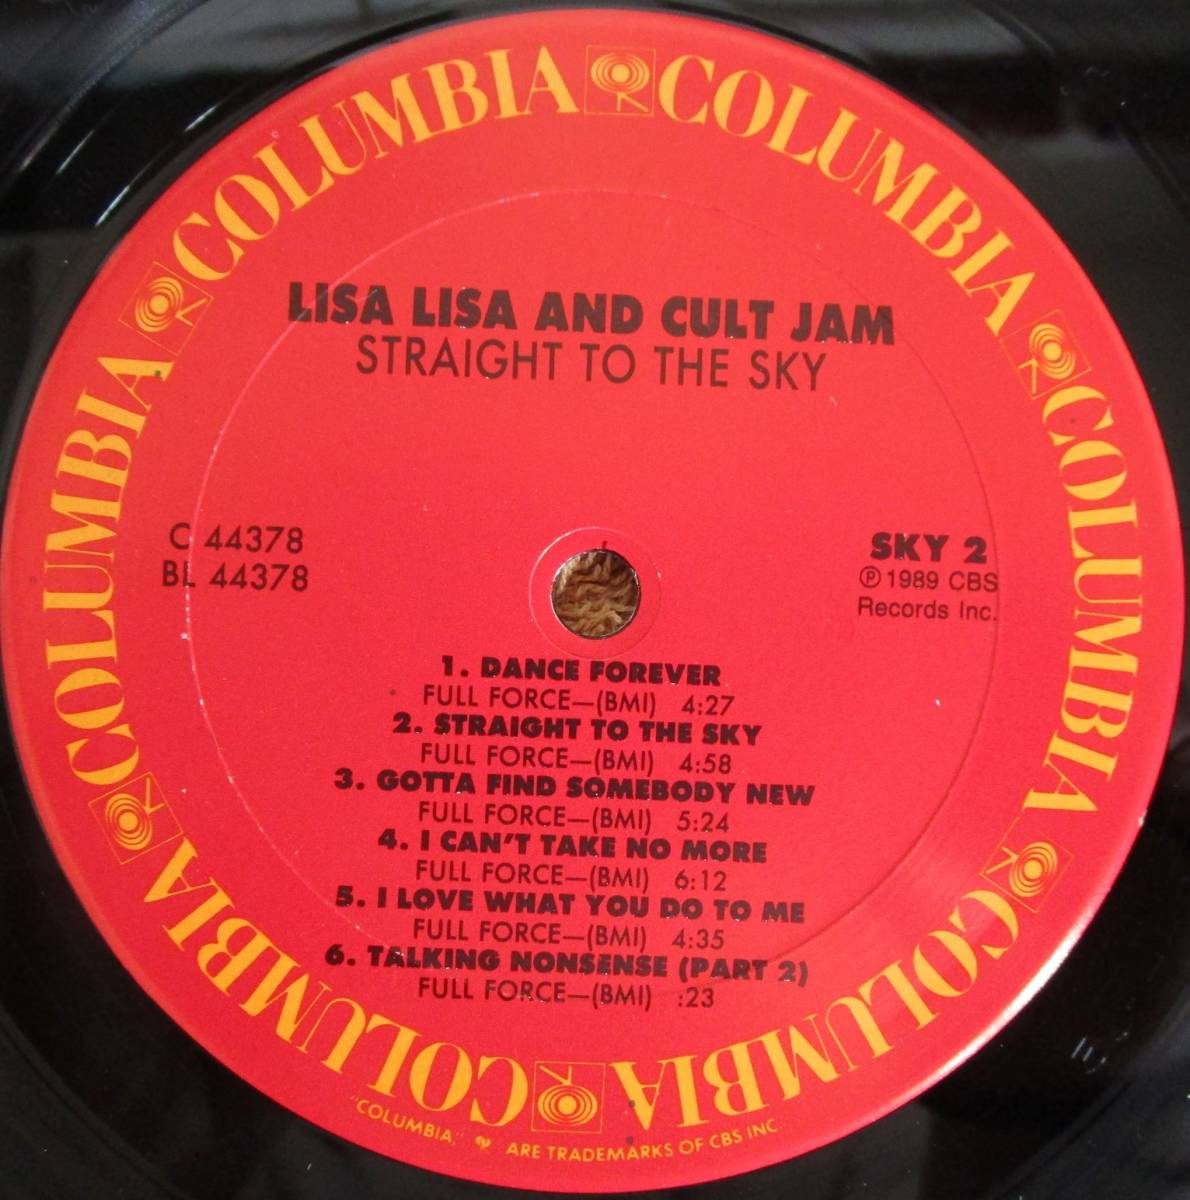 COLUMBIA COLUMBIA COLUMBIA COLUMBIA COLUMBIA COLUMBIA
LISA LISA AND CULT JAM
STRAIGHT TO THE SKY
C 44378
BL 44378
SKY 2
Ⓟ 1989 CBS
Records Inc.
1. DANCE FOREVER
FULL FORCE—(BMI) 4:27
2. STRAIGHT TO THE SKY
FULL FORCE—(BMI) 4:58
3. GOTTA FIND SOMEBODY NEW
FULL FORCE—(BMI) 5:24
4. I CAN'T TAKE NO MORE
FULL FORCE—(BMI) 6:12
5. I LOVE WHAT YOU DO TO ME
FULL FORCE—(BMI) 4:35
6. TALKING NONSENSE (PART 2)
FULL FORCE—(BMI) :23
"COLUMBIA," ARE TRADEMARKS OF CBS INC.